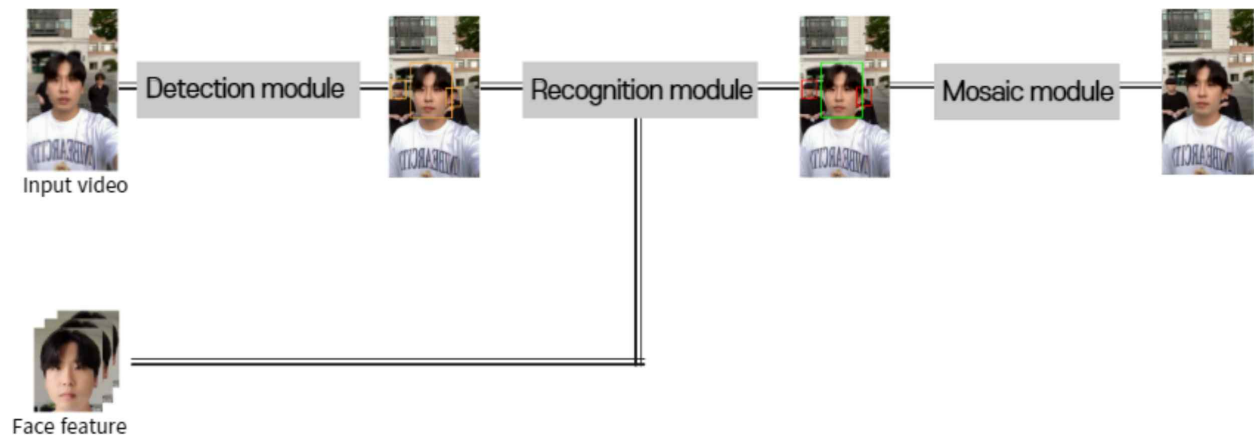 Detection module
Recognition module
Mosaic module
Input video
Face feature